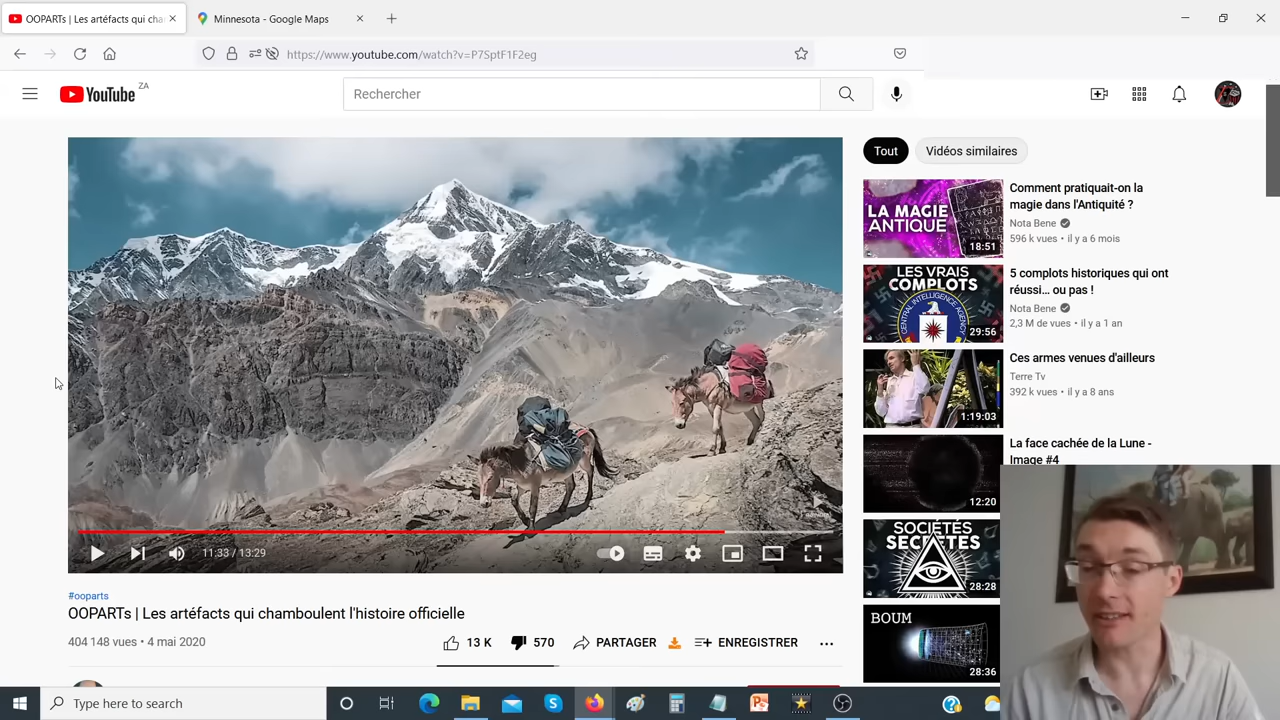 OOPARTs | Les artéfacts qui cha
Minnesota - Google Maps
https://www.youtube.com/watch?v=P7SptF1F2eg
YouTube ZA
Rechercher
11:33 / 13:29
#ooparts
OOPARTs | Les artéfacts qui chamboulent l'histoire officielle
404 148 vues • 4 mai 2020
13 K
570
PARTAGER
ENREGISTRER
Tout
Vidéos similaires
LA MAGIE
ANTIQUE
18:51
Comment pratiquait-on la
magie dans l'Antiquité ?
Nota Bene
596 k vues • il y a 6 mois
LES VRAIS
COMPLOTS
CENTRAL INTELLIGENCE AGENCY
29:56
5 complots historiques qui ont
réussi... ou pas !
Nota Bene
2,3 M de vues • il y a 1 an
1:19:03
Ces armes venues d'ailleurs
Terre Tv
392 k vues • il y a 8 ans
12:20
La face cachée de la Lune -
Image #4
SOCIÉTÉS
SECRÈTES
28:28
BOUM
28:36
Type here to search